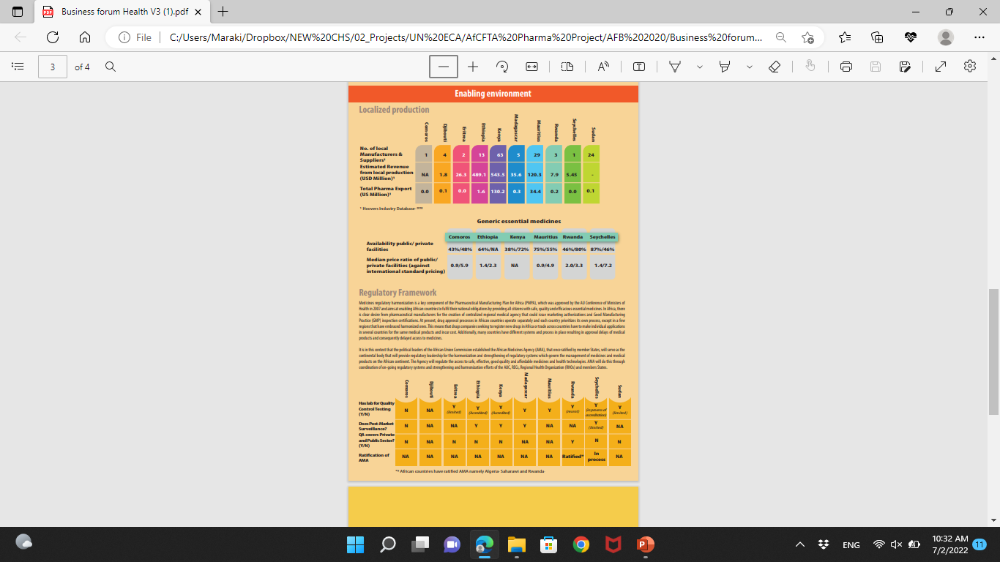 Business forum Health V3 (1).pdf
File
C:/Users/Maraki/Dropbox/NEW%20CHS/02_Projects/UN%20ECA/AfCFTA%20Pharma%20Project/AFB%202020/Business%20forum...
3 of 4
Enabling environment
Localized production
Comoros Djibouti Eritrea Ethiopia Kenya Madagascar Mauritius Rwanda Seychelles Sudan
No. of local
Manufacturers &
Suppliers¹
1 4 2 13 63 5 29 3 1 24
Estimated Revenue
from local production
(USD Million)¹
NA 1.8 26.3 489.1 543.5 35.6 120.3 7.9 5.45 -
Total Pharma Export
(US Million)¹
0.0 0.1 0.0 1.6 130.2 0.3 34.4 0.2 0.0 0.1
¹ Hoovers Industry Database- 2019
Generic essential medicines
Comoros Ethiopia Kenya Mauritius Rwanda Seychelles
Availability public/ private
facilities
43%/48% 64%/NA 38%/72% 75%/55% 46%/80% 87%/46%
Median price ratio of public/
private facilities (against
international standard pricing)
0.9/5.9 1.4/2.3 NA 0.9/4.9 2.0/3.3 1.4/7.2
Regulatory Framework
Medicines regulatory harmonization is a key component of the Pharmaceutical Manufacturing Plan for Africa (PMPA), which was approved by the AU Conference of Ministers of
Health in 2007 and aims at enabling African countries to fulfil their national obligations by providing all citizens with safe, quality and efficacious essential medicines. In Africa, there
is clear desire from pharmaceutical manufacturers for the creation of centralized regional medical agency that could issue marketing authorizations and Good Manufacturing
Practice (GMP) inspection certifications. At present, drug approval processes in African countries operate separately and each country prioritizes its own process, except in a few
regions that have embraced harmonized ones. This means that drugs companies seeking to register new drugs in Africa or trade across countries have to make individual applications
in several countries for the same medical products and incur cost. Additionally, many countries have different systems and process in place resulting in approval delays of medical
products and consequently delayed access to medicines.
It is in this context that the political leaders of the African Union Commission established the African Medicines Agency (AMA), that once ratified by member States, will serve as the
continental body that will provide regulatory leadership for the harmonization and strengthening of regulatory systems which govern the management of medicines and medical
products on the African continent. The Agency will regulate the access to safe, effective, good quality and affordable medicines and health technologies. AMA will do this through
coordination of on-going regulatory systems and strengthening and harmonization efforts of the AUC, RECs, Regional Health Organization (RHOs) and members States.
Comoros Djibouti Eritrea Ethiopia Kenya Madagascar Mauritius Rwanda Seychelles Sudan
Has lab for Quality
Control Testing
(Y/N)
N NA Y (limited) Y (Accredited) Y (Accredited) Y Y Y (recent) Y (in process of accreditation) Y (limited)
Does Post-Market
Surveillance?
N NA NA Y Y Y NA NA Y (limited) NA
QA covers Private
and Public Sector?
(Y/N)
N NA N N N NA NA Y N N
Ratification of
AMA
NA NA NA NA NA NA NA Ratified*³ In process NA
*³ African countries have ratified AMA namely Algeria- Saharawi and Rwanda-
ENG
10:32 AM
7/2/2022
11